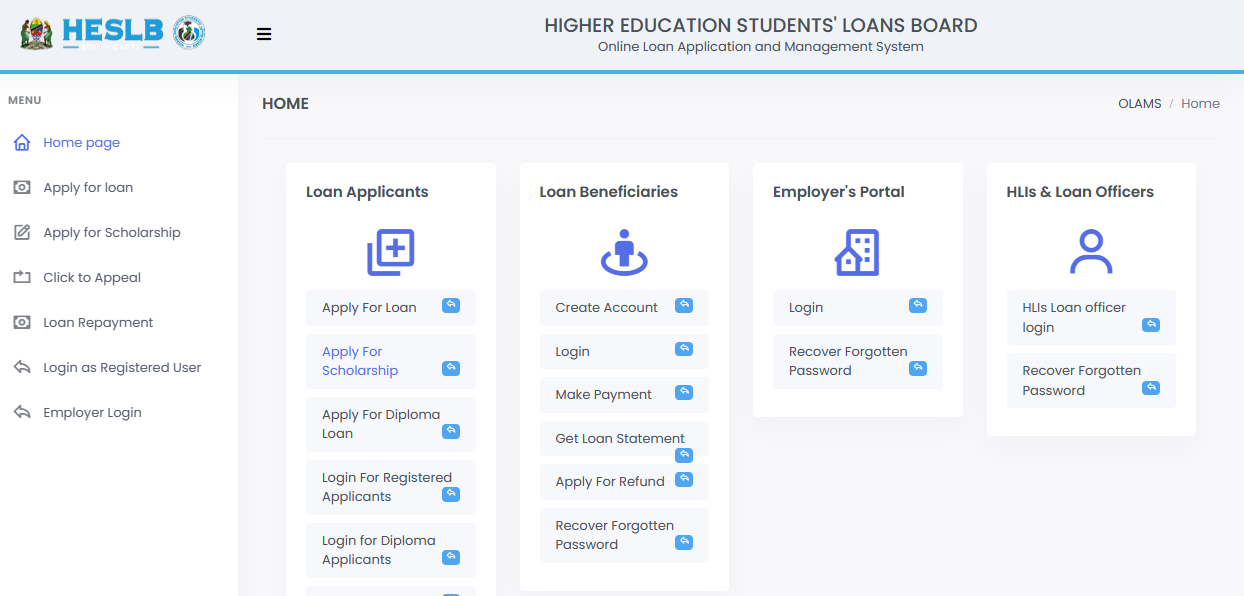 HESLB
HIGHER EDUCATION STUDENTS' LOANS BOARD
Online Loan Application and Management System
MENU
Home page
Apply for loan
Apply for Scholarship
Click to Appeal
Loan Repayment
Login as Registered User
Employer Login
HOME
OLAMS / Home
Loan Applicants
Apply For Loan
Apply For
Scholarship
Apply For Diploma
Loan
Login For Registered
Applicants
Login for Diploma
Applicants
Loan Beneficiaries
Create Account
Login
Make Payment
Get Loan Statement
Apply For Refund
Recover Forgotten
Password
Employer's Portal
Login
Recover Forgotten
Password
HLIs & Loan Officers
HLIs Loan officer
login
Recover Forgotten
Password